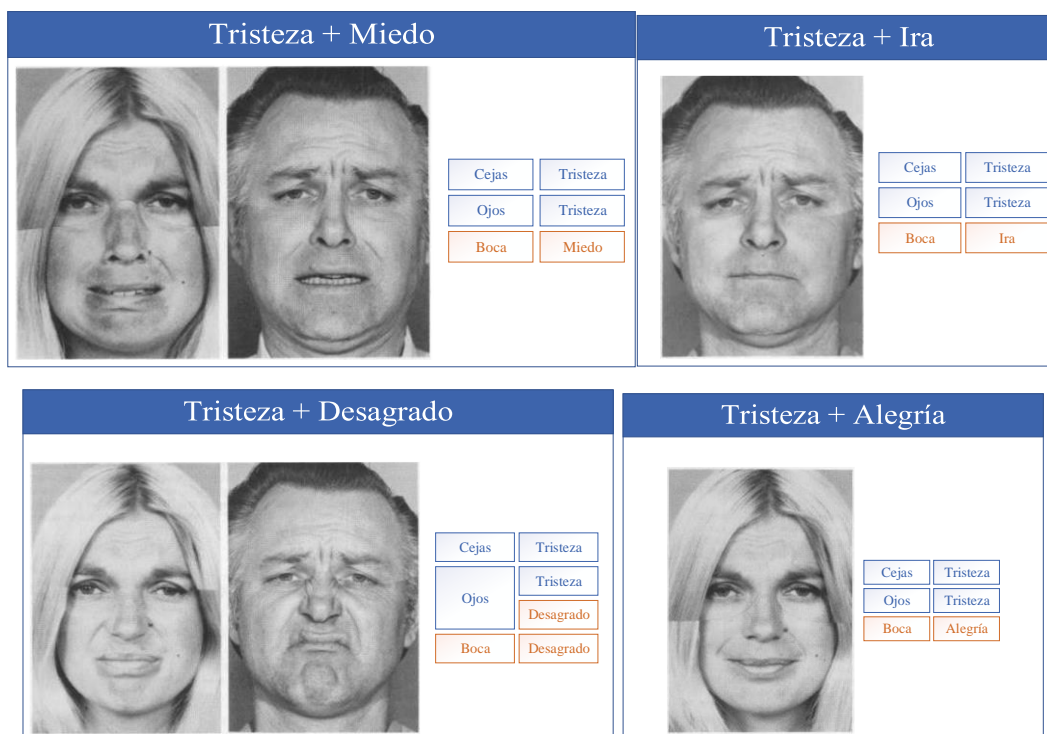 Tristeza + Miedo
Cejas Tristeza
Ojos Tristeza
Boca Miedo
Tristeza + Ira
Cejas Tristeza
Ojos Tristeza
Boca Ira
Tristeza + Desagrado
Cejas Tristeza
Ojos Tristeza
Desagrado
Boca Desagrado
Tristeza + Alegría
Cejas Tristeza
Ojos Tristeza
Boca Alegría